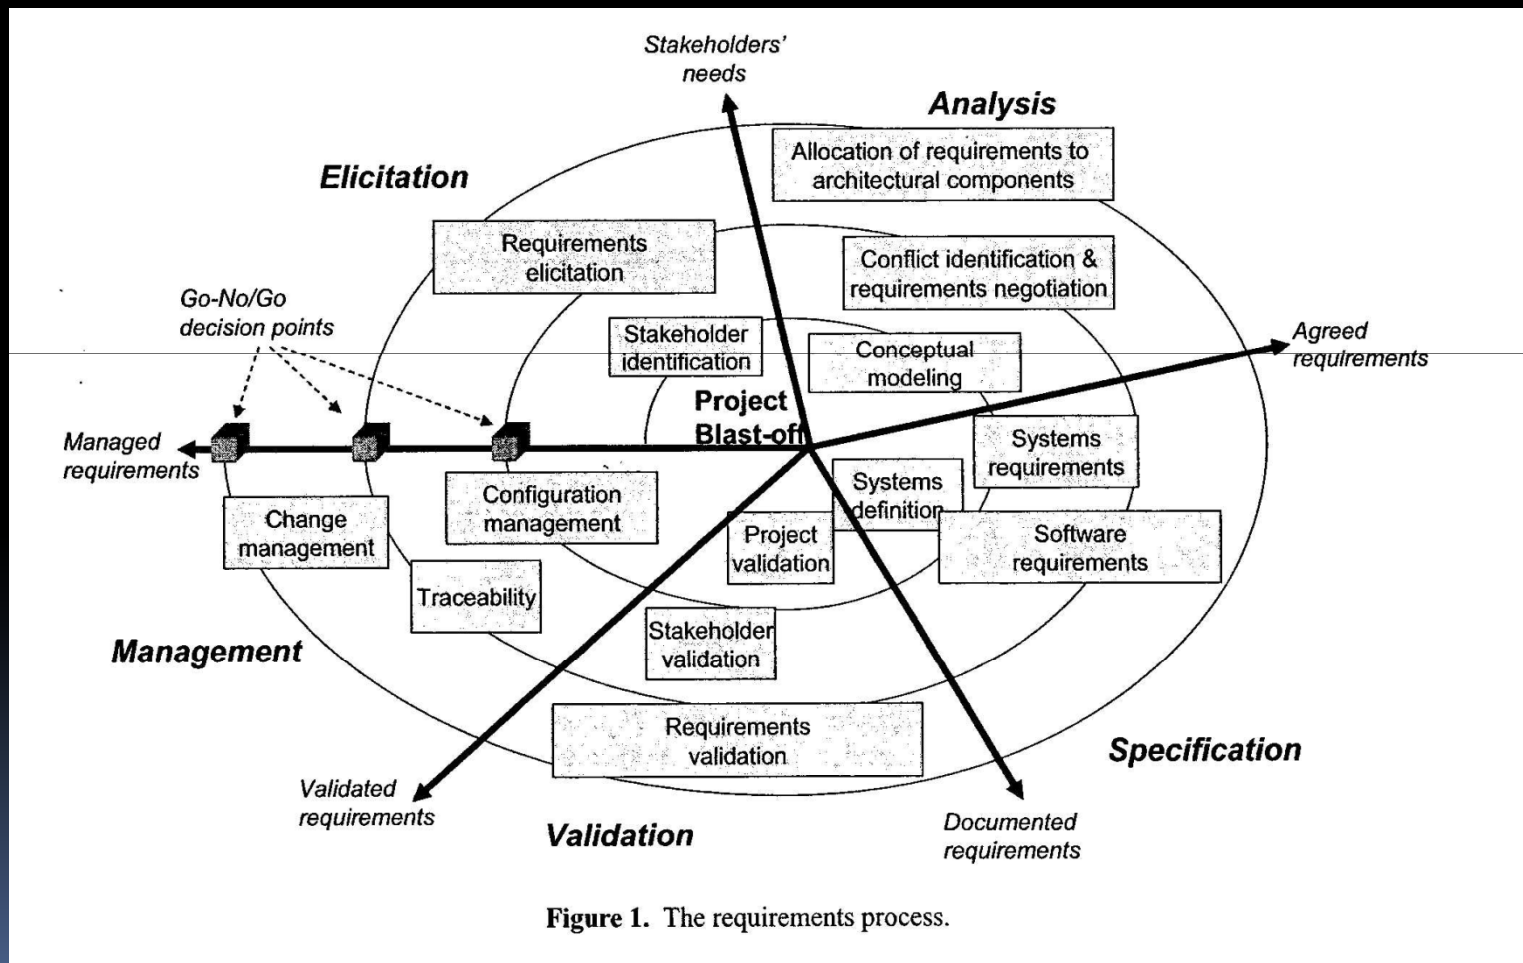 Stakeholders'
needs
Analysis
Allocation of requirements to
architectural components
Elicitation
Requirements
elicitation
Conflict identification &
requirements negotiation
Go-No/Go
decision points
Stakeholder
identification
Conceptual
modeling
Agreed
requirements
Project
Blast-off
Managed
requirements
Systems
requirements
Configuration
management
Systems
definition
Change
management
Project
validation
Software
requirements
Traceability
Stakeholder
validation
Management
Requirements
validation
Specification
Validated
requirements
Validation
Documented
requirements
Figure 1. The requirements process.